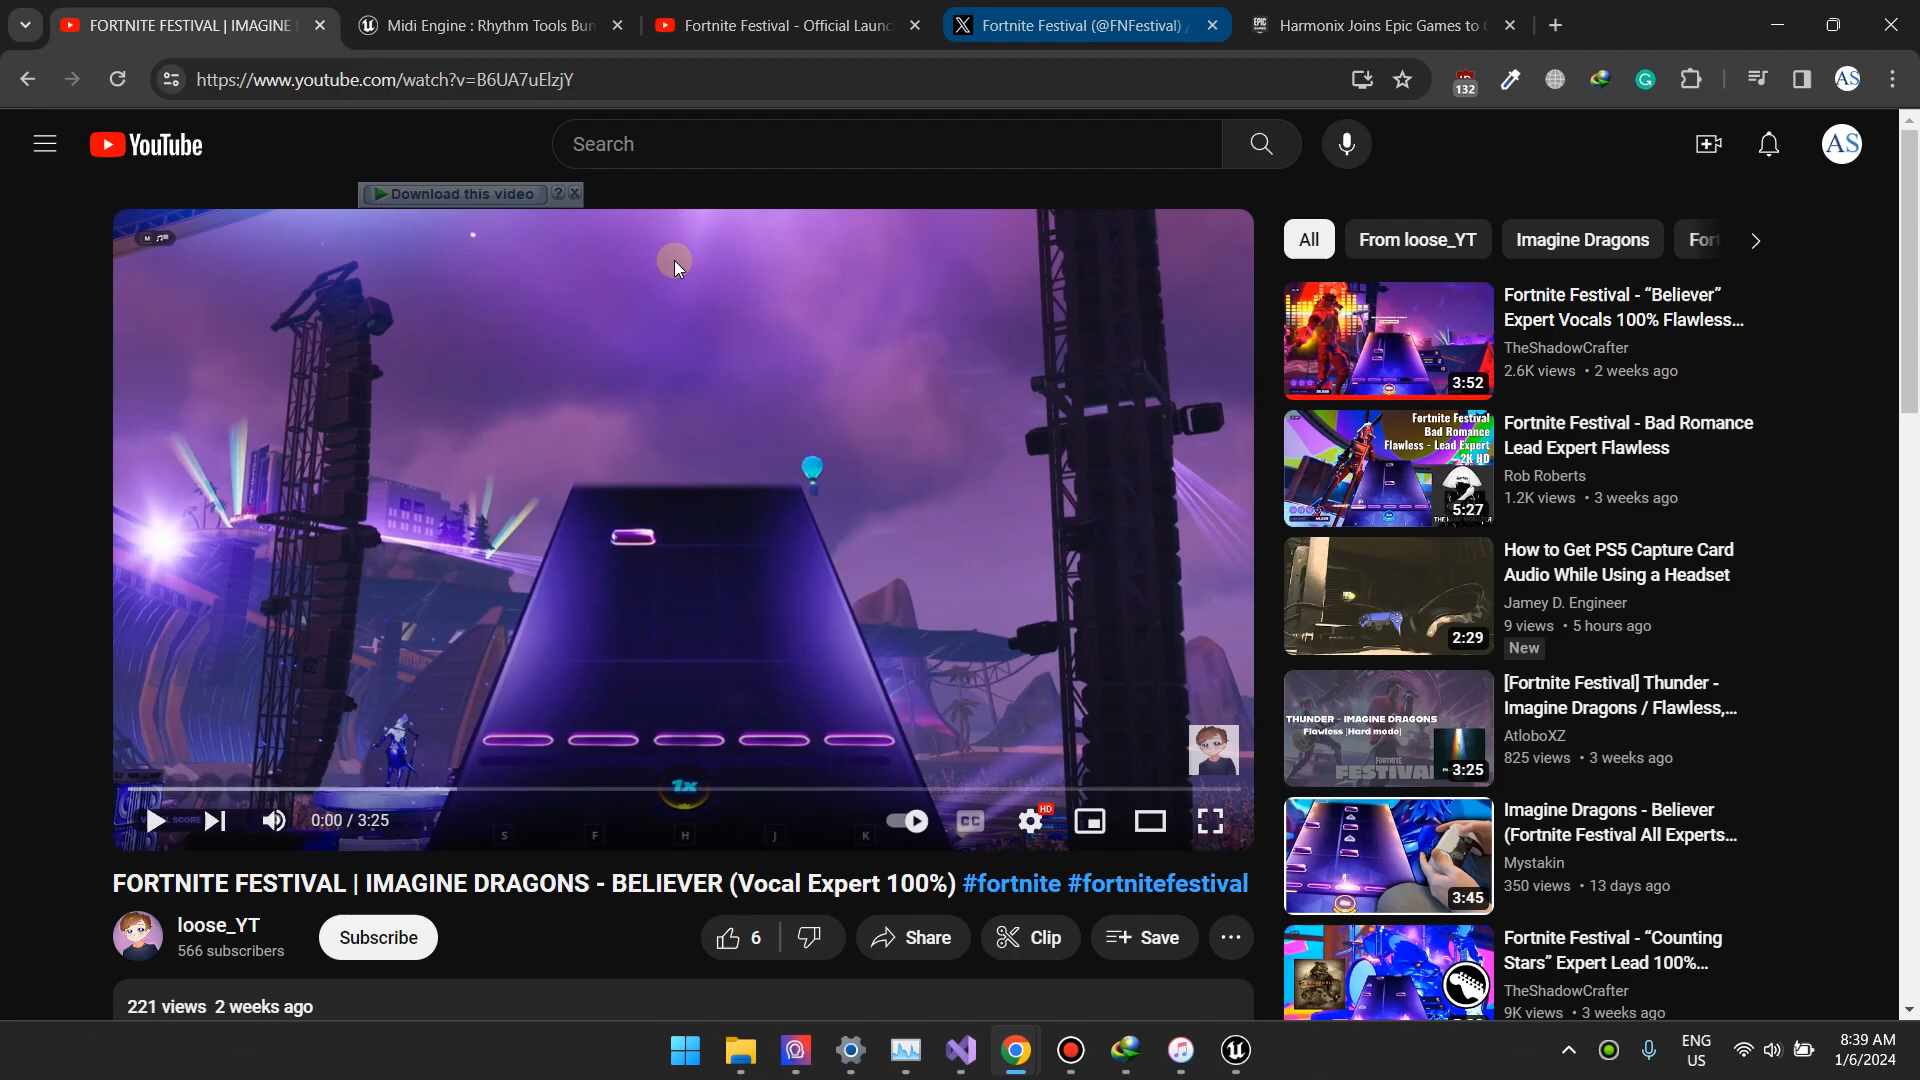 FORTNITE FESTIVAL | IMAGINE
Midi Engine : Rhythm Tools Bun
Fortnite Festival - Official Launc
Fortnite Festival (@FNFestival) /
Harmonix Joins Epic Games to C
https://www.youtube.com/watch?v=B6UA7uElzjY
132
AS
YouTube
Search
AS
Download this video
?
All
From loose_YT
Imagine Dragons
Fort
Fortnite Festival - “Believer”
Expert Vocals 100% Flawless...
TheShadowCrafter
2.6K views • 2 weeks ago
3:52
Fortnite Festival
Bad Romance
Flawless - Lead Expert
2K HD
5:27
Fortnite Festival - Bad Romance
Lead Expert Flawless
Rob Roberts
1.2K views • 3 weeks ago
How to Get PS5 Capture Card
Audio While Using a Headset
Jamey D. Engineer
9 views • 5 hours ago
New
2:29
THUNDER - IMAGINE DRAGONS
Flawless |Hard mode|
FORTNITE
FESTIVAL
3:25
[Fortnite Festival] Thunder -
Imagine Dragons / Flawless,...
AtloboXZ
825 views • 3 weeks ago
Imagine Dragons - Believer
(Fortnite Festival All Experts...
Mystakin
350 views • 13 days ago
3:45
Fortnite Festival - “Counting
Stars” Expert Lead 100%...
TheShadowCrafter
9K views • 3 weeks ago
M
1x
S F H J K
SCORE
0:00 / 3:25
CC
HD
FORTNITE FESTIVAL | IMAGINE DRAGONS - BELIEVER (Vocal Expert 100%) #fortnite #fortnitefestival
loose_YT
566 subscribers
Subscribe
6
Share
Clip
Save
221 views 2 weeks ago
ENG
US
8:39 AM
1/6/2024